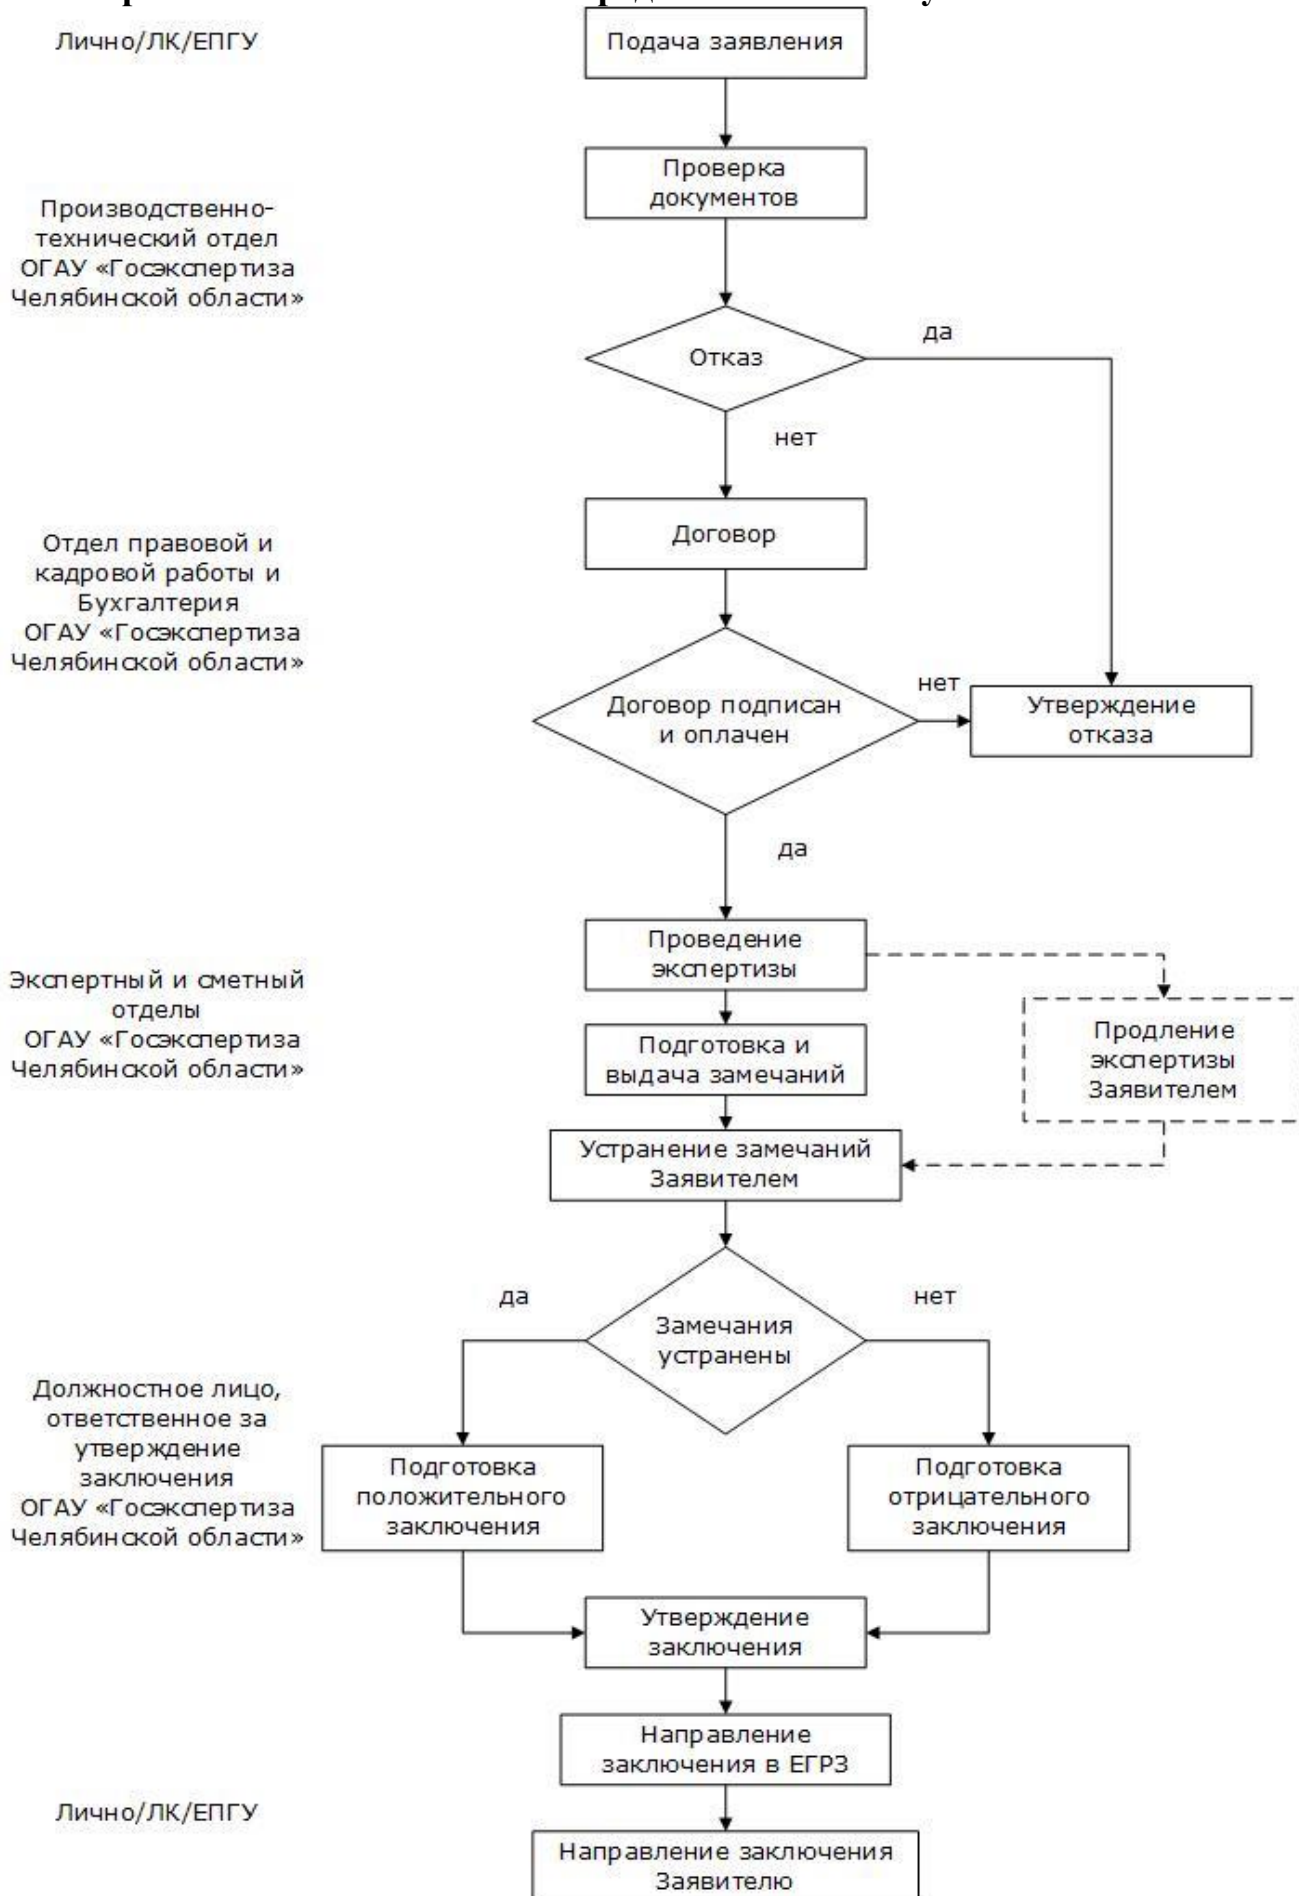 Лично/ЛК/ЕПГУ
Подача заявления
Проверка
документов
Производственно-
технический отдел
ОГАУ «Госэкспертиза
Челябинской области»
Отказ
да
нет
Договор
Отдел правовой и
кадровой работы и
Бухгалтерия
ОГАУ «Госэкспертиза
Челябинской области»
Договор подписан
и оплачен
нет
Утверждение
отказа
да
Проведение
экспертизы
Экспертный и сметный
отделы
ОГАУ «Госэкспертиза
Челябинской области»
Подготовка и
выдача замечаний
Продление
экспертизы
Заявителем
Устранение замечаний
Заявителем
да
нет
Замечания
устранены
Должностное лицо,
ответственное за
утверждение
заключения
ОГАУ «Госэкспертиза
Челябинской области»
Подготовка
положительного
заключения
Подготовка
отрицательного
заключения
Утверждение
заключения
Направление
заключения в ЕГРЗ
Лично/ЛК/ЕПГУ
Направление заключения
Заявителю